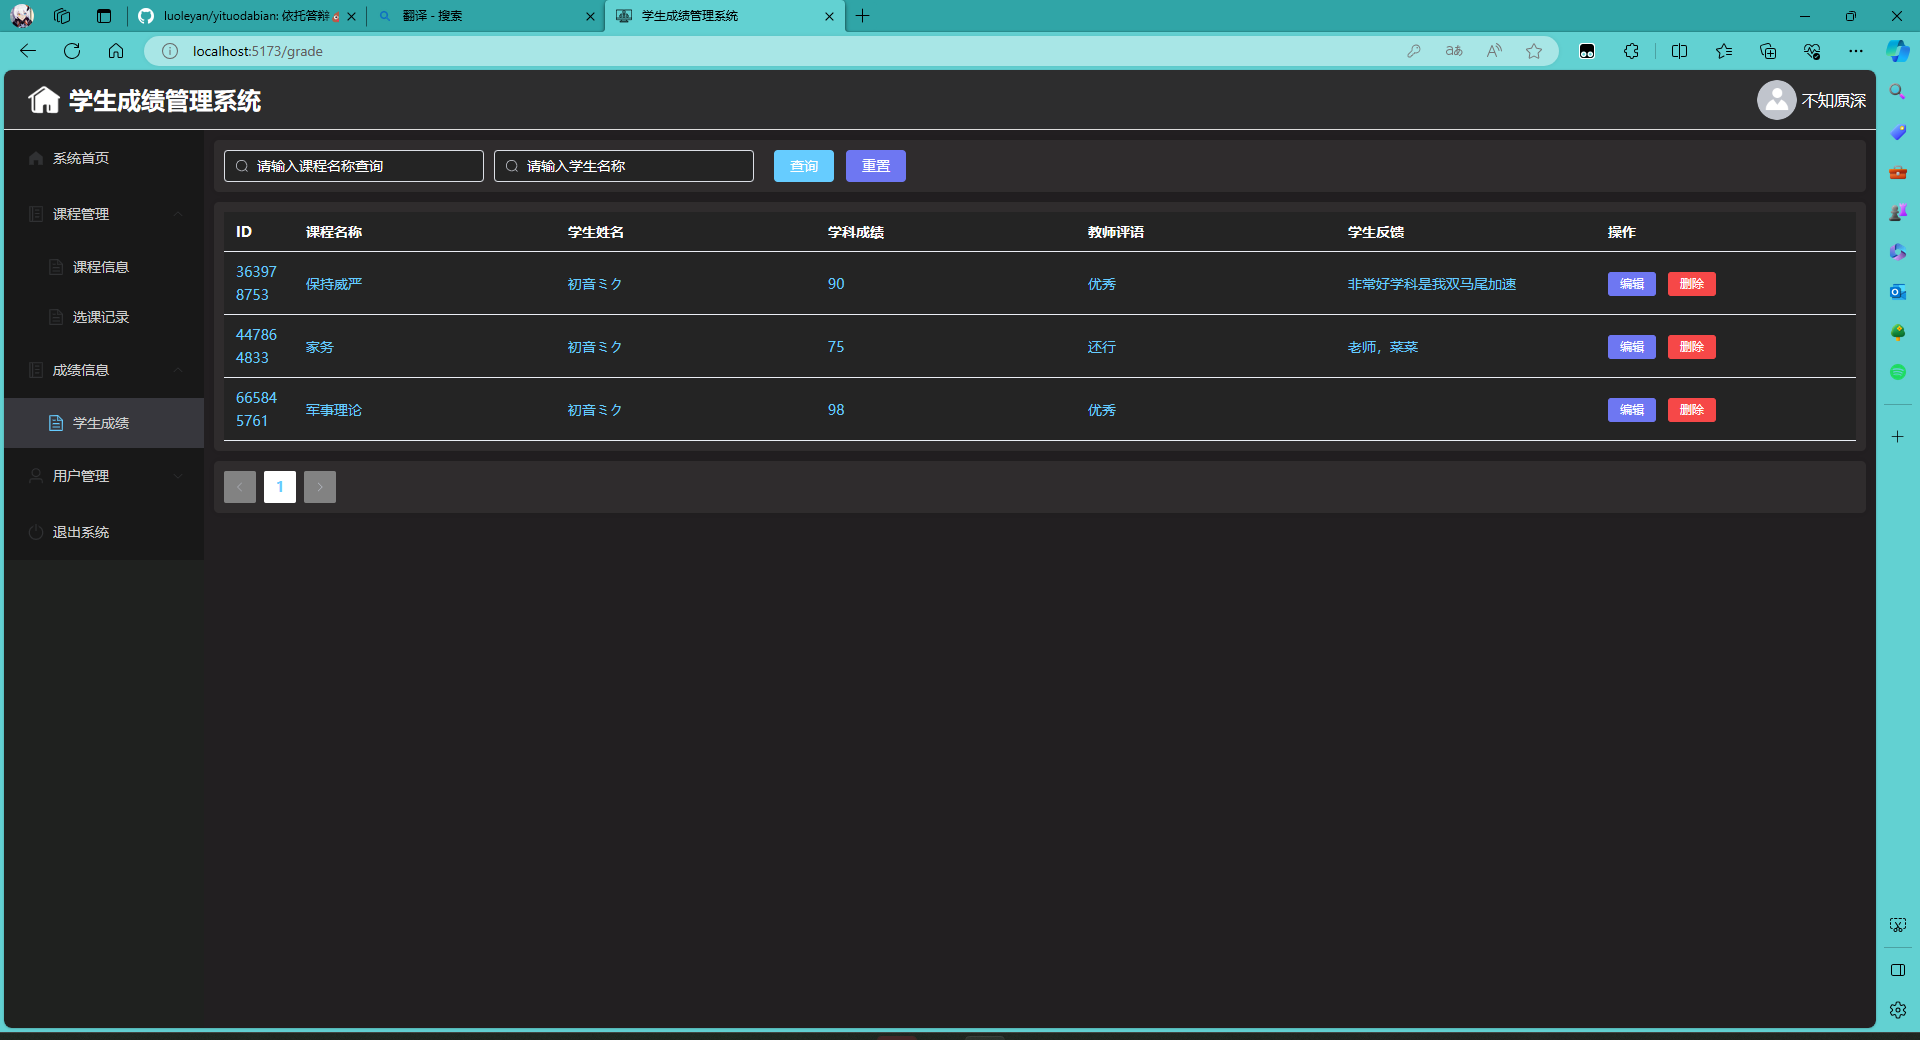 luoleyan/yituodabian: 依托答辩
翻译 - 搜索
学生成绩管理系统
localhost:5173/grade
学生成绩管理系统
不知原深
系统首页
课程管理
课程信息
选课记录
成绩信息
学生成绩
用户管理
退出系统
请输入课程名称查询
请输入学生名称
查询
重置
ID 课程名称 学生姓名 学科成绩 教师评语 学生反馈 操作
36397
8753 保持威严 初音ミク 90 优秀 非常好学科是我双马尾加速 编辑 删除
44786
4833 家务 初音ミク 75 还行 老师，菜菜 编辑 删除
66584
5761 军事理论 初音ミク 98 优秀 编辑 删除
1